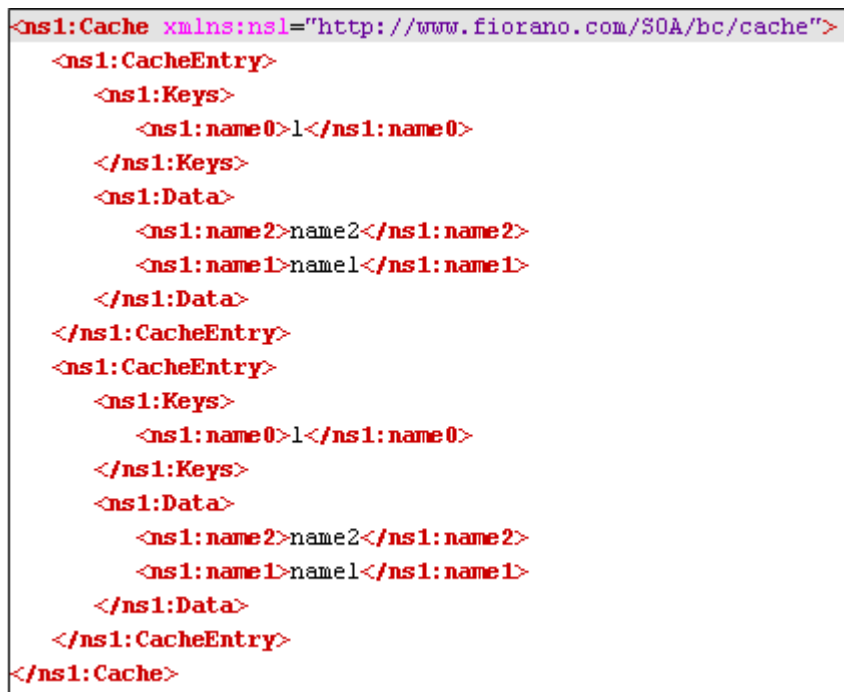 <ns1:Cache xmlns:ns1="http://www.fiorano.com/SOA/bc/cache">
<ns1:CacheEntry>
<ns1:Keys>
<ns1:name0>1</ns1:name0>
</ns1:Keys>
<ns1:Data>
<ns1:name2>name2</ns1:name2>
<ns1:name1>name1</ns1:name1>
</ns1:Data>
</ns1:CacheEntry>
<ns1:CacheEntry>
<ns1:Keys>
<ns1:name0>1</ns1:name0>
</ns1:Keys>
<ns1:Data>
<ns1:name2>name2</ns1:name2>
<ns1:name1>name1</ns1:name1>
</ns1:Data>
</ns1:CacheEntry>
</ns1:Cache>